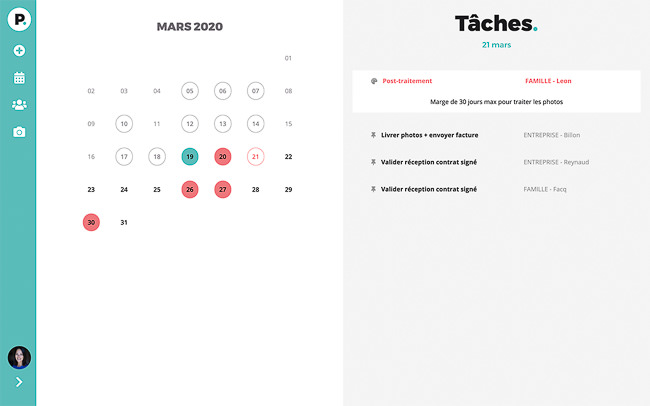 P.
MARS 2020
01
02 03 04 05 06 07 08
09 10 11 12 13 14 15
16 17 18 19 20 21 22
23 24 25 26 27 28 29
30 31
Tâches.
21 mars
Post-traitement FAMILLE - Leon
Marge de 30 jours max pour traiter les photos
Livrer photos + envoyer facture ENTREPRISE - Billon
Valider réception contrat signé ENTREPRISE - Reynaud
Valider réception contrat signé FAMILLE - Facq